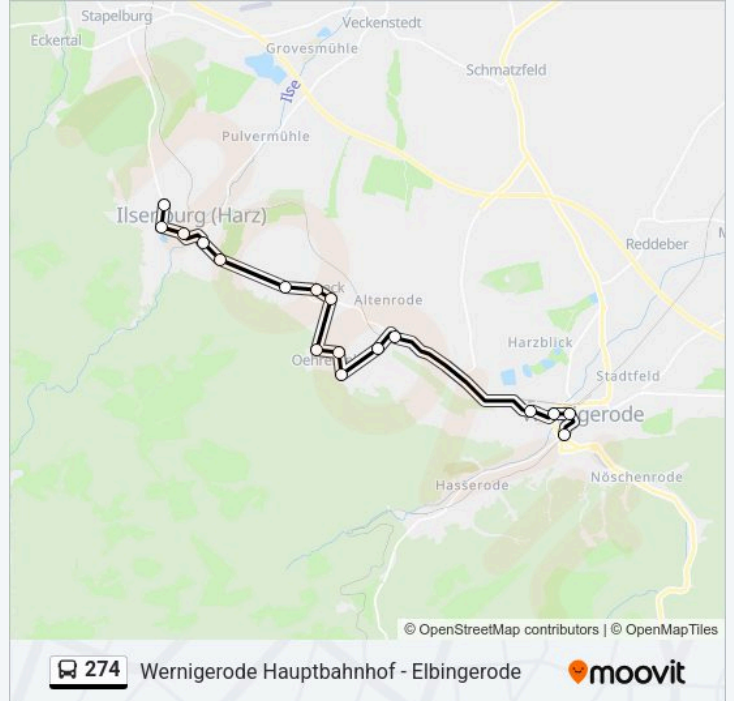 Stapelburg
Veckenstedt
Eckertal
Grovesmühle
Schmatzfeld
Ilse
Pulvermühle
Ilsenburg (Harz)
Reddeber
Altenrode
Harzblick
Stadtfeld
Wernigerode
Hasserode
Nöschenrode
© OpenStreetMap contributors | © OpenMapTiles
274 Wernigerode Hauptbahnhof - Elbingerode
moovit